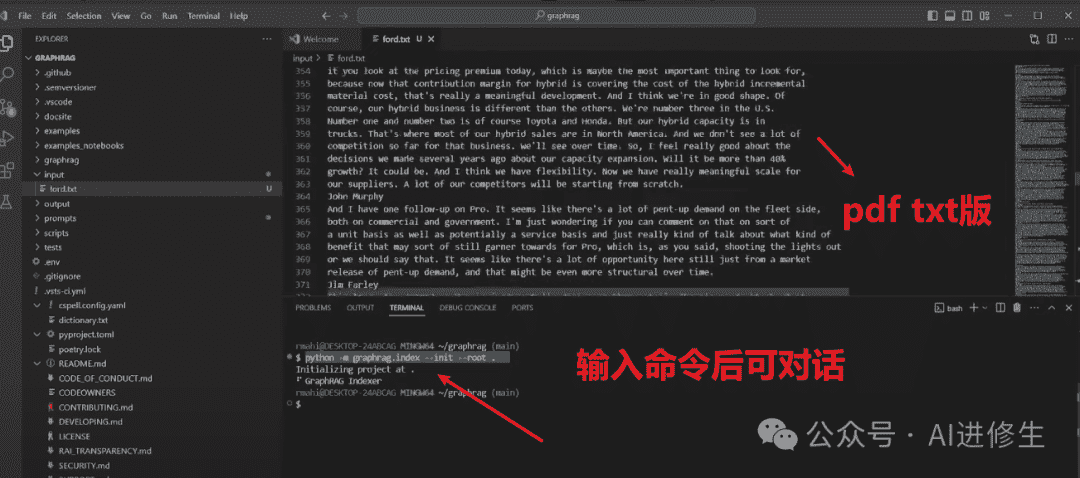 File Edit Selection View Go Run Terminal Help
graphrag
EXPLORER
Welcome
ford.txt U
GRAPHRAG
input > ford.txt
.github
.semversioner
.vscode
docsite
examples
examples_notebooks
graphrag
input
ford.txt U
output
prompts
scripts
tests
.env
.gitignore
.vsts-ci.yml
cspell.config.yaml
dictionary.txt
pyproject.toml
poetry.lock
README.md
CODE_OF_CONDUCT.md
CODEOWNERS
CONTRIBUTING.md
DEVELOPING.md
LICENSE
RAI_TRANSPARENCY.md
SECURITY.md
354 if you look at the pricing premium today, which is maybe the most important thing to look for,
355 because now that contribution margin for hybrid is covering the cost of the hybrid incremental
356 material cost, that's really a meaningful development. And I think we're in good shape. Of
357 course, our hybrid business is different than the others. We're number three in the U.S.
358 Number one and number two is of course Toyota and Honda. But our hybrid capacity is in
359 trucks. That's where most of our hybrid sales are in North America. And we don't see a lot of
360 competition so far for that business. We'll see over time. So, I feel really good about the
361 decisions we made several years ago about our capacity expansion. Will it be more than 40%
362 growth? It could be. And I think we have flexibility. Now we have really meaningful scale for
363 our suppliers. A lot of our competitors will be starting from scratch.
364 John Murphy
365 And I have one follow-up on Pro. It seems like there's a lot of pent-up demand on the fleet side,
366 both on commercial and government. I'm just wondering if you can comment on that on sort of
367 a unit basis as well as potentially a service basis and just really kind of talk about what kind of
368 benefit that may sort of still garner towards for Pro, which is, as you said, shooting the lights out
369 or we should say that. It seems like there's a lot of opportunity here still just from a market
370 release of pent-up demand, and that might be even more structural over time.
371 Jim Farley
372
pdf txt版
PROBLEMS OUTPUT TERMINAL DEBUG CONSOLE PORTS
bash
rmahi@DESKTOP-24ABCAG MINGW64 ~/graphrag (main)
$ python -m graphrag.index --init --root .
Initializing project at .
GraphRAG Indexer
rmahi@DESKTOP-24ABCAG MINGW64 ~/graphrag (main)
$
输入命令后可对话
公众号 · AI进修生